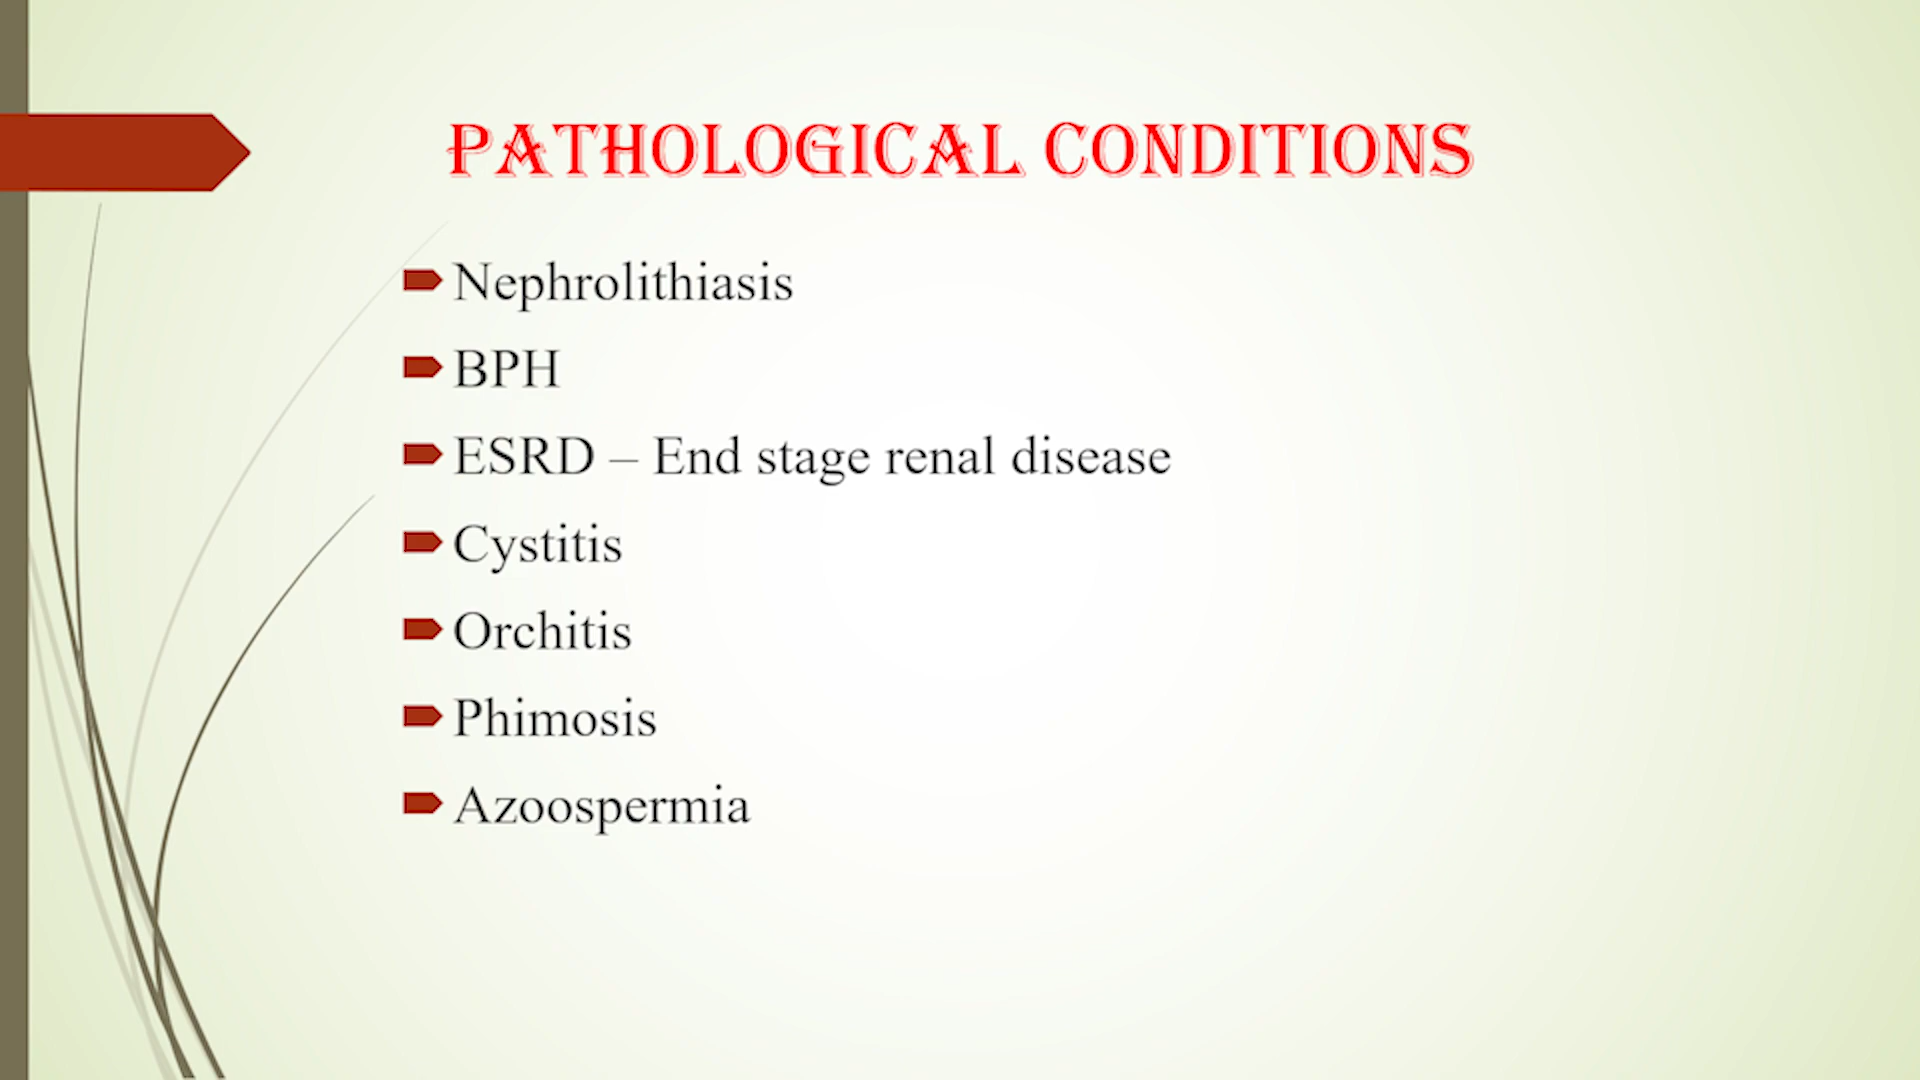 PATHOLOGICAL CONDITIONS
Nephrolithiasis
BPH
ESRD – End stage renal disease
Cystitis
Orchitis
Phimosis
Azoospermia